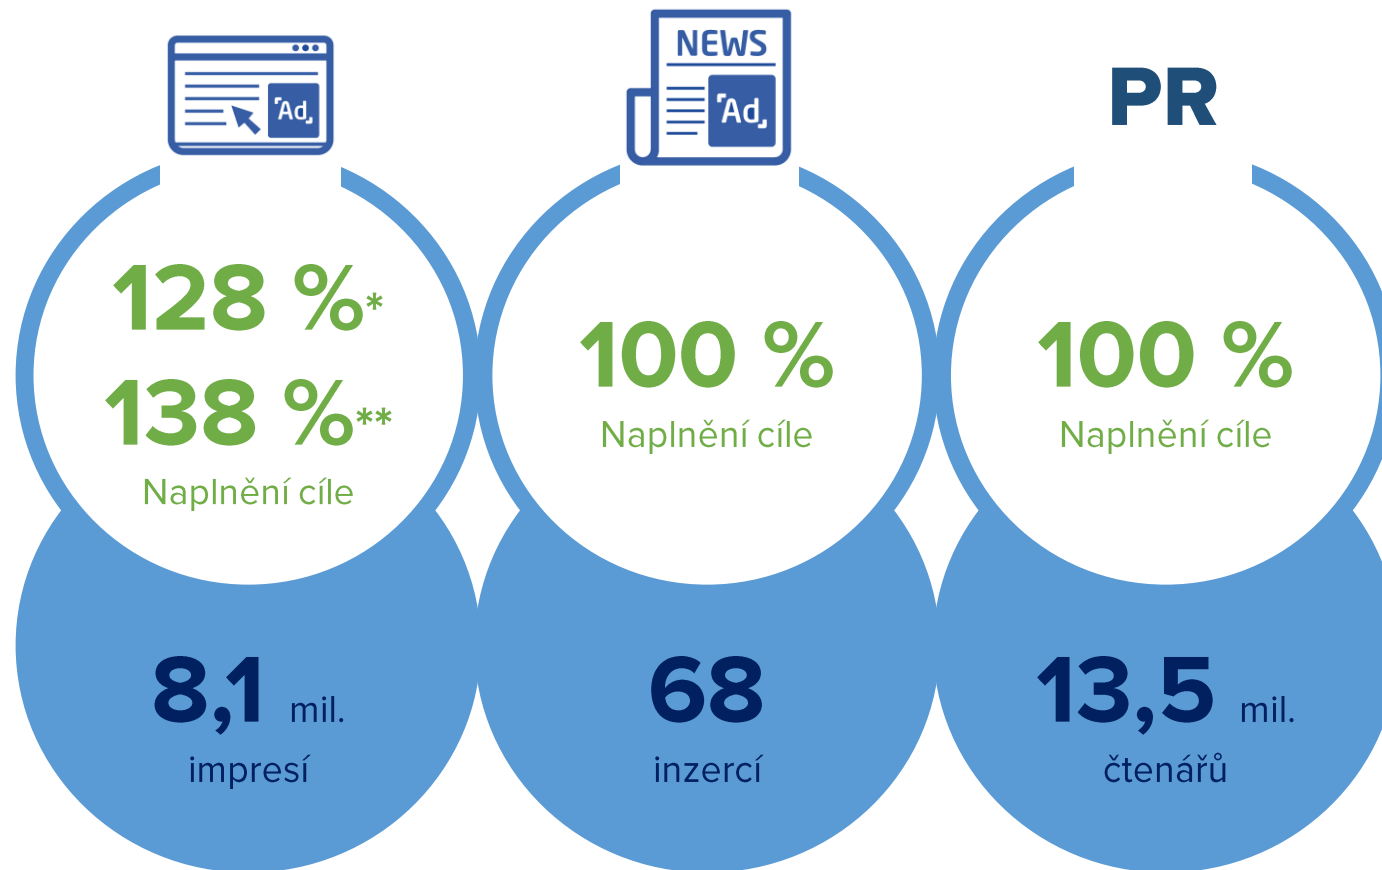 Ad
NEWS
Ad
PR
128 %*
138 %**
Naplnění cíle
100 %
Naplnění cíle
100 %
Naplnění cíle
8,1 mil.
impresí
68
inzercí
13,5 mil.
čtenářů